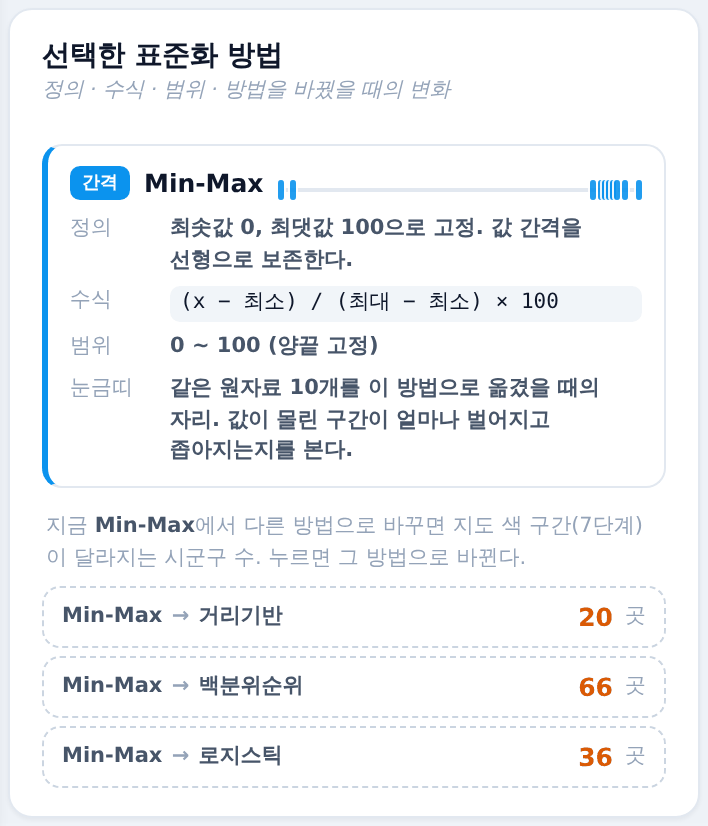 선택한 표준화 방법
정의 · 수식 · 범위 · 방법을 바꿨을 때의 변화
간격 Min-Max
정의 최솟값 0, 최댓값 100으로 고정. 값 간격을
선형으로 보존한다.
수식 (x − 최소) / (최대 − 최소) × 100
범위 0 ~ 100 (양끝 고정)
눈금띠 같은 원자료 10개를 이 방법으로 옮겼을 때의
자리. 값이 몰린 구간이 얼마나 벌어지고
좁아지는지를 본다.
지금 Min-Max에서 다른 방법으로 바꾸면 지도 색 구간(7단계)
이 달라지는 시군구 수. 누르면 그 방법으로 바뀐다.
Min-Max → 거리기반 20 곳
Min-Max → 백분위순위 66 곳
Min-Max → 로지스틱 36 곳